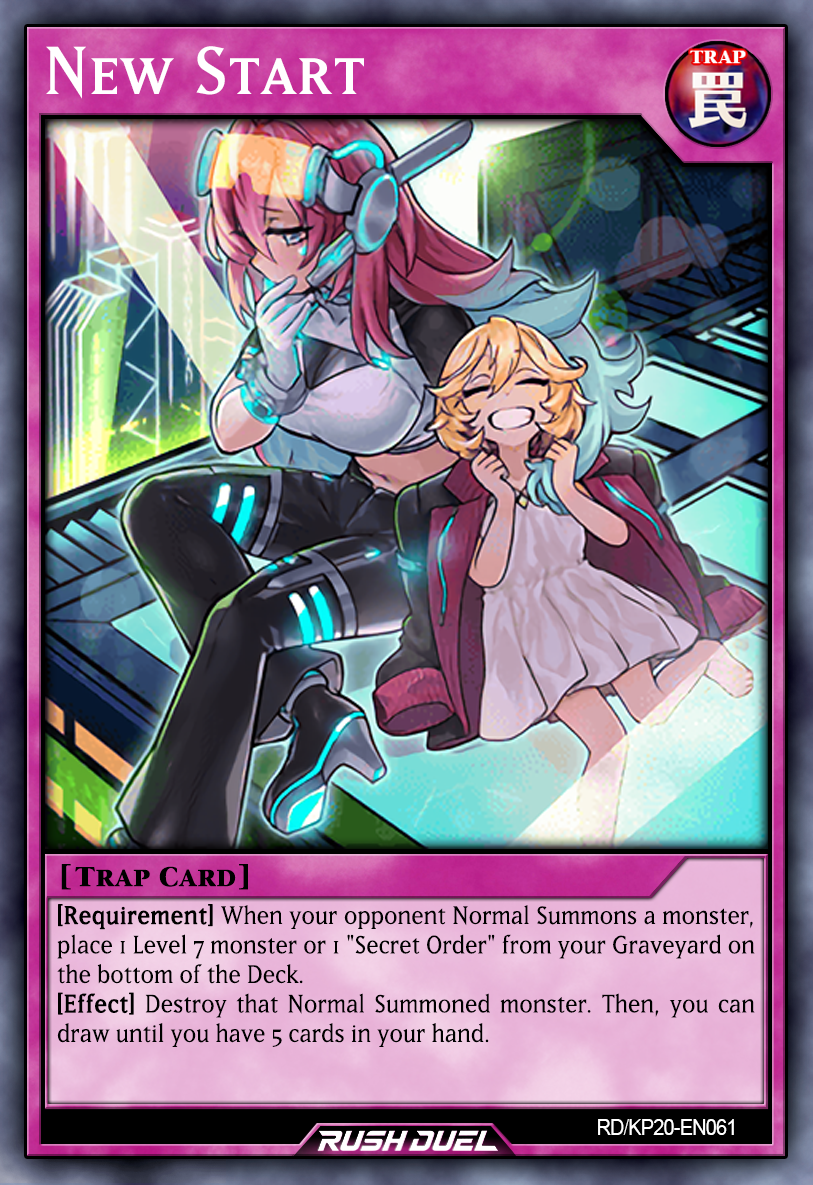 New Start
TRAP
罠
[Trap Card]
[Requirement] When your opponent Normal Summons a monster,
place 1 Level 7 monster or 1 "Secret Order" from your Graveyard on
the bottom of the Deck.
[Effect] Destroy that Normal Summoned monster. Then, you can
draw until you have 5 cards in your hand.
RD/KP20-EN061
RUSH DUEL